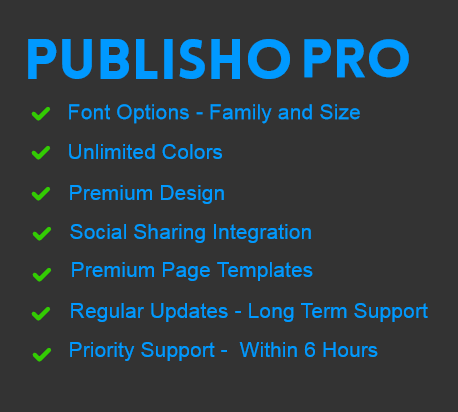 PUBLISHO PRO
Font Options - Family and Size
Unlimited Colors
Premium Design
Social Sharing Integration
Premium Page Templates
Regular Updates - Long Term Support
Priority Support -  Within 6 Hours